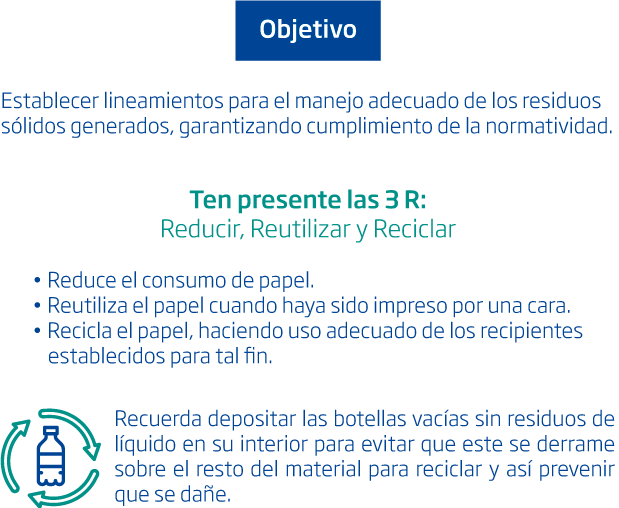 Objetivo
Establecer lineamientos para el manejo adecuado de los residuos
sólidos generados, garantizando cumplimiento de la normatividad.
Ten presente las 3 R:
Reducir, Reutilizar y Reciclar
• Reduce el consumo de papel.
• Reutiliza el papel cuando haya sido impreso por una cara.
• Recicla el papel, haciendo uso adecuado de los recipientes
establecidos para tal fin.
Recuerda depositar las botellas vacías sin residuos de
líquido en su interior para evitar que este se derrame
sobre el resto del material para reciclar y así prevenir
que se dañe.